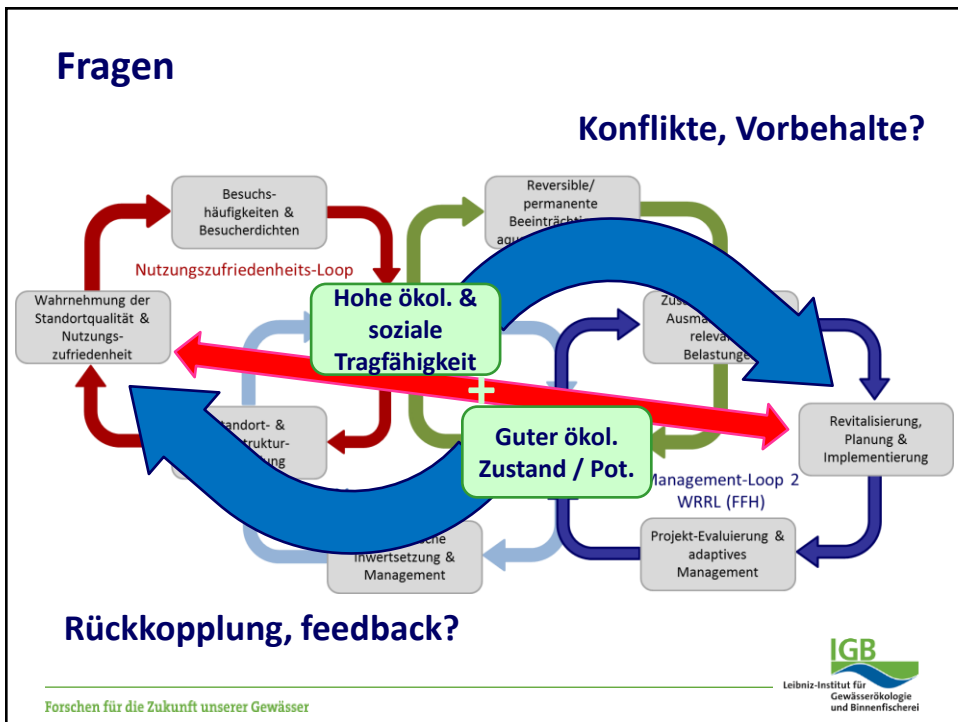 Fragen
Konflikte, Vorbehalte?
Besuchs-
häufigkeiten &
Besucherdichten
Reversible/
permanente
Nutzungszufriedenheits-Loop
Wahrnehmung der
Standortqualität &
Nutzungs-
zufriedenheit
Hohe ökol. &
soziale
Tragfähigkeit
Belastungen
+
Guter ökol.
Zustand / Pot.
Revitalisierung,
Planung &
Implementierung
Management-Loop 2
WRRL (FFH)
Inwertsetzung &
Management
Projekt-Evaluierung &
adaptives
Management
Rückkopplung, feedback?
IGB
Leibniz-Institut für
Gewässerökologie
und Binnenfischerei
Forschen für die Zukunft unserer Gewässer